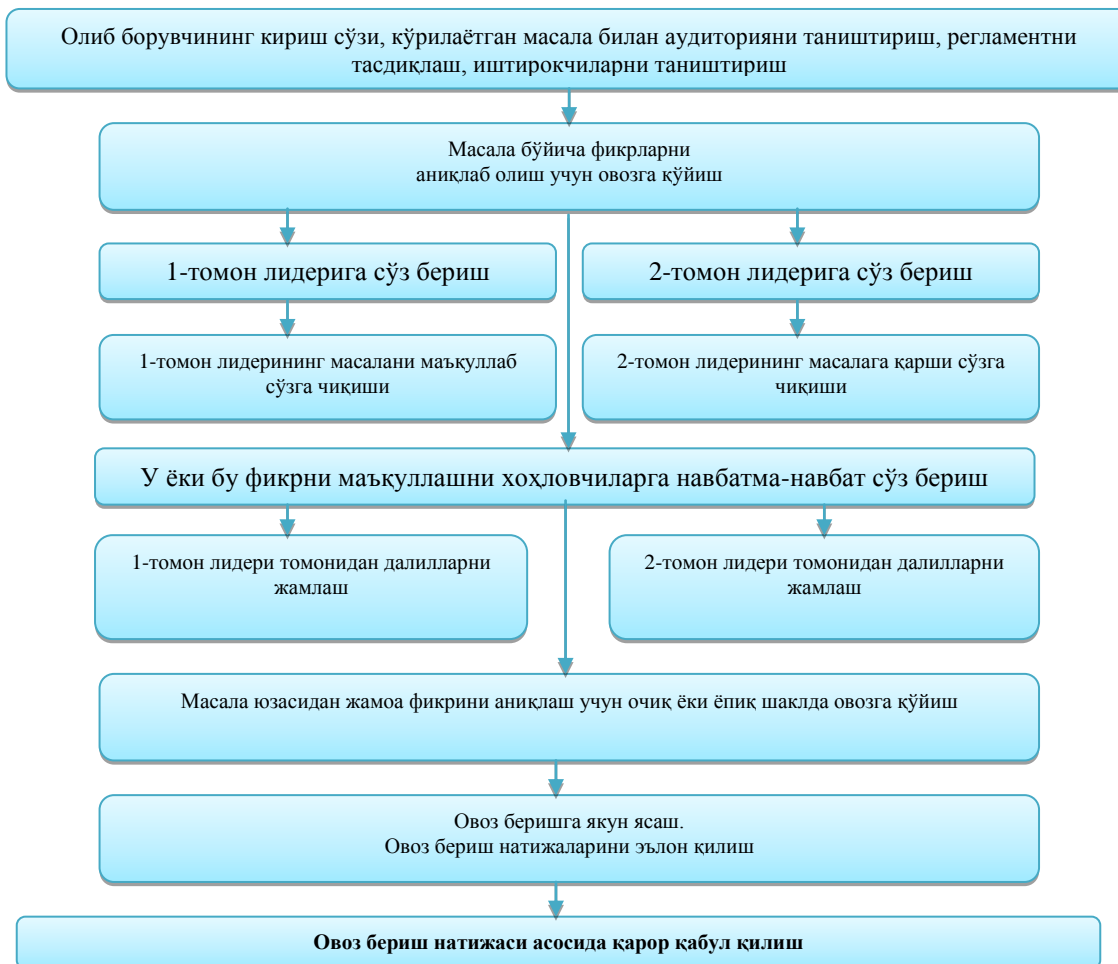 Олиб борувчининг кириш сўзи, кўрилаётган масала билан аудиторияни таништириш, регламентни
тасдиқлаш, иштирокчиларни таништириш
Масала бўйича фикрларни
аниқлаб олиш учун овозга қўйиш
1-томон лидерига сўз бериш
2-томон лидерига сўз бериш
1-томон лидерининг масалани маъқуллаб
сўзга чиқиши
2-томон лидерининг масалага қарши сўзга
чиқиши
У ёки бу фикрни маъқуллашни хоҳловчиларга навбатма-навбат сўз бериш
1-томон лидери томонидан далилларни
жамлаш
2-томон лидери томонидан далилларни
жамлаш
Масала юзасидан жамоа фикрини аниқлаш учун очиқ ёки ёпиқ шаклда овозга қўйиш
Овоз беришга якун ясаш.
Овоз бериш натижаларини эълон қилиш
Овоз бериш натижаси асосида қарор қабул қилиш